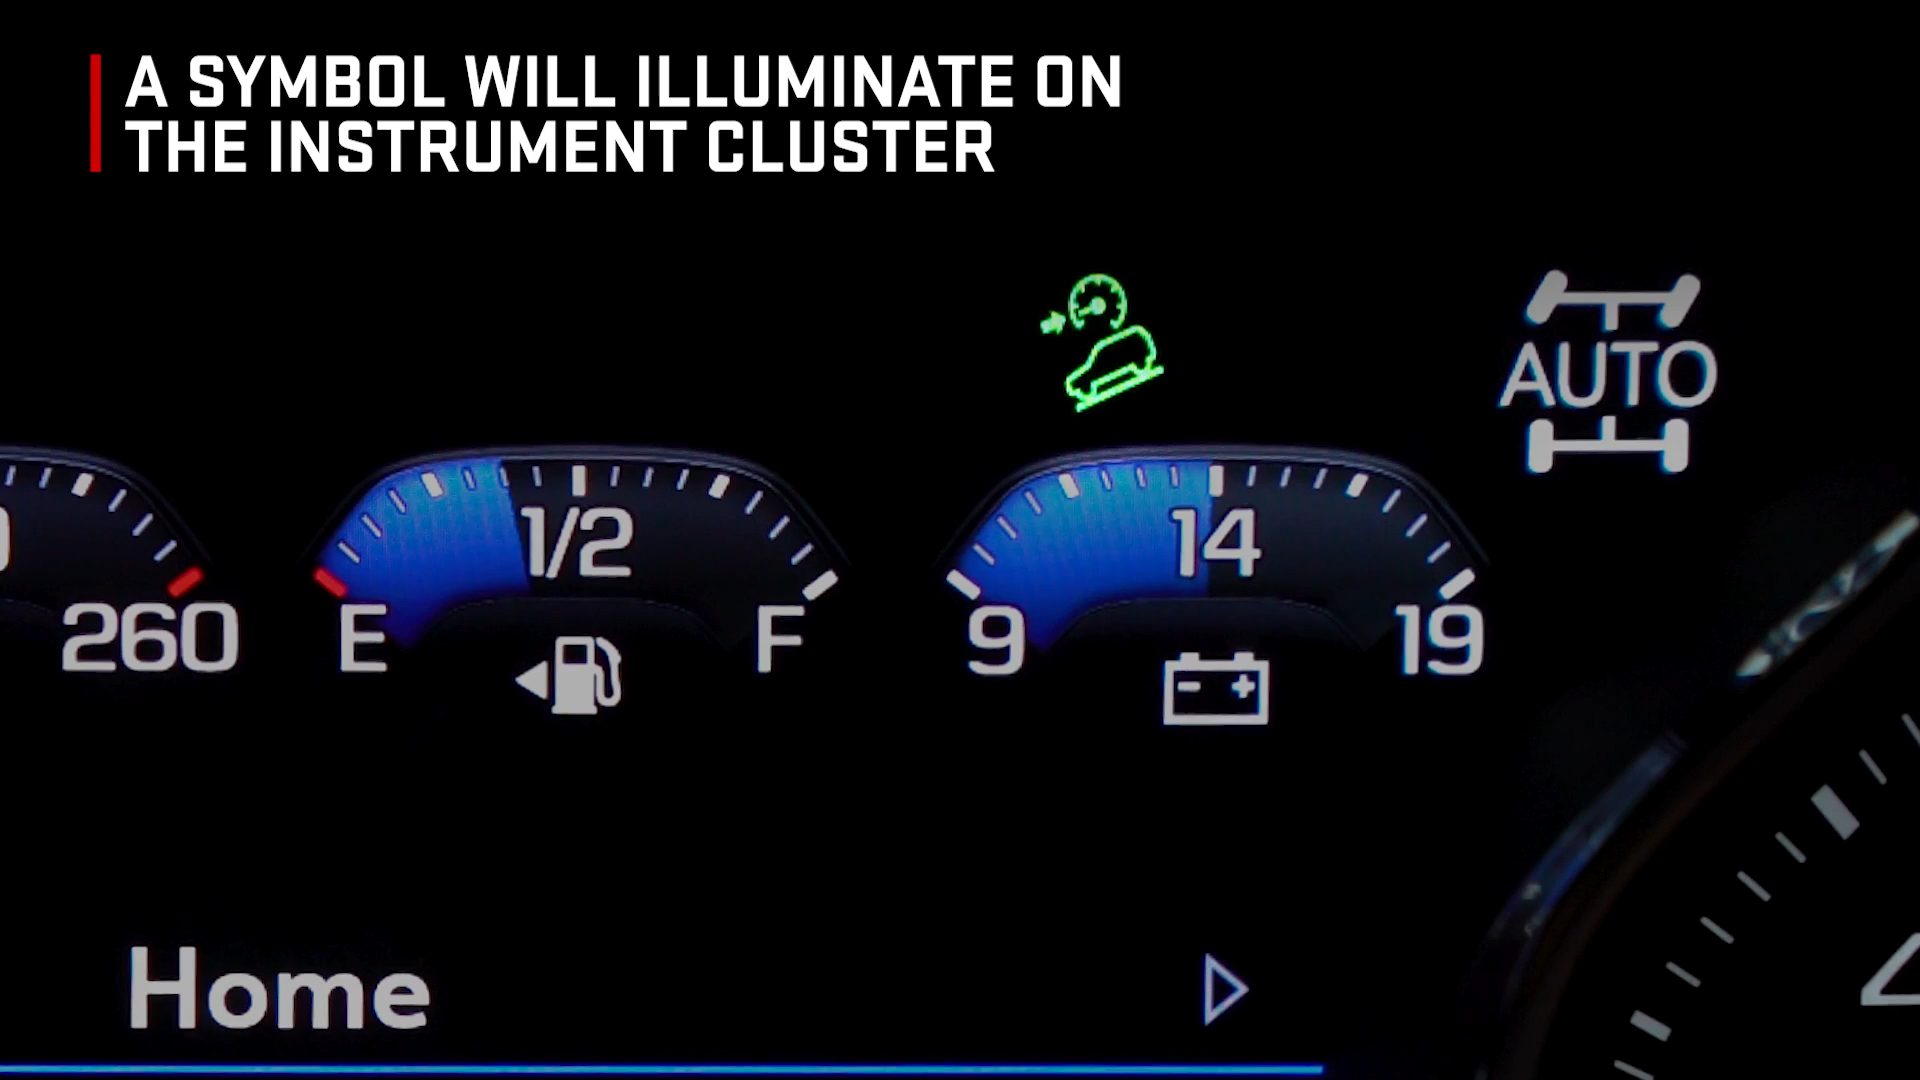 A SYMBOL WILL ILLUMINATE ON
THE INSTRUMENT CLUSTER
AUTO
1/2
14
260
E
F
9
19
- +
Home